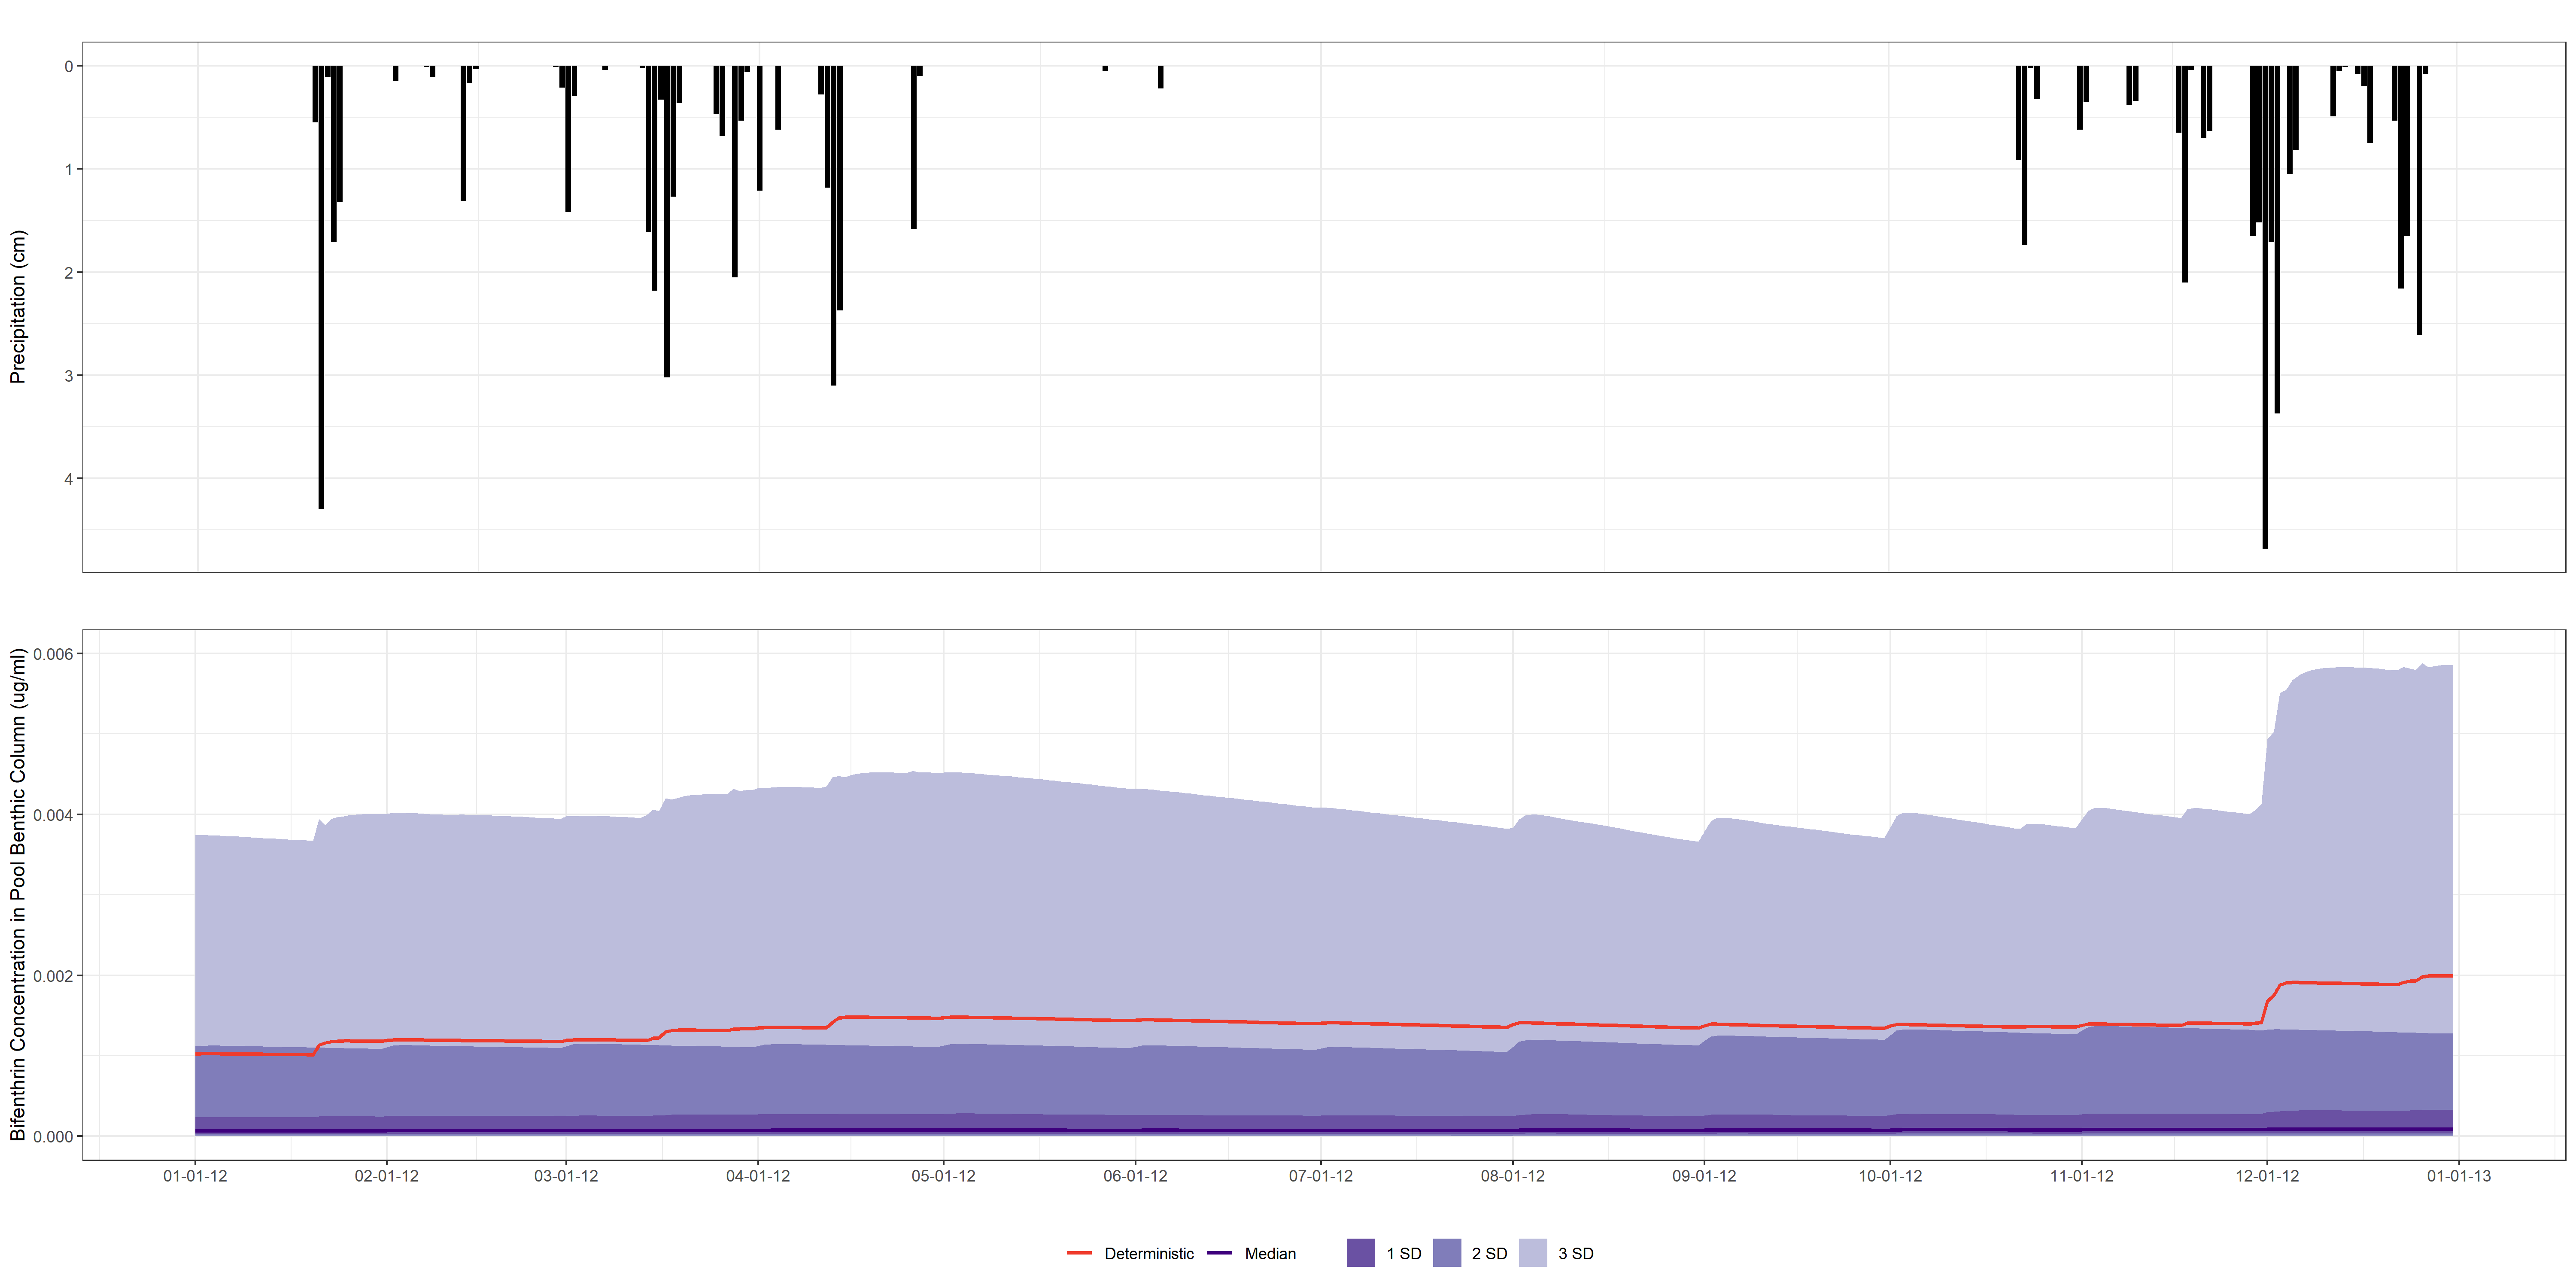 Precipitation (cm)
0
1
2
3
4
Bifenthrin Concentration in Pool Benthic Column (ug/ml)
0.006
0.004
0.002
0.000
01-01-12 02-01-12 03-01-12 04-01-12 05-01-12 06-01-12 07-01-12 08-01-12 09-01-12 10-01-12 11-01-12 12-01-12 01-01-13
Deterministic Median 1 SD 2 SD 3 SD